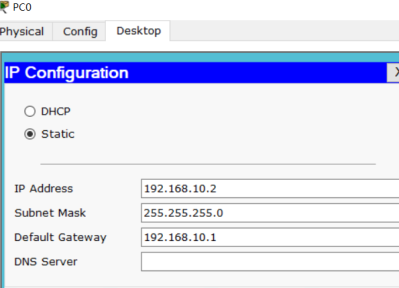 PC0
Physical Config Desktop
IP Configuration X
DHCP
Static
IP Address 192.168.10.2
Subnet Mask 255.255.255.0
Default Gateway 192.168.10.1
DNS Server